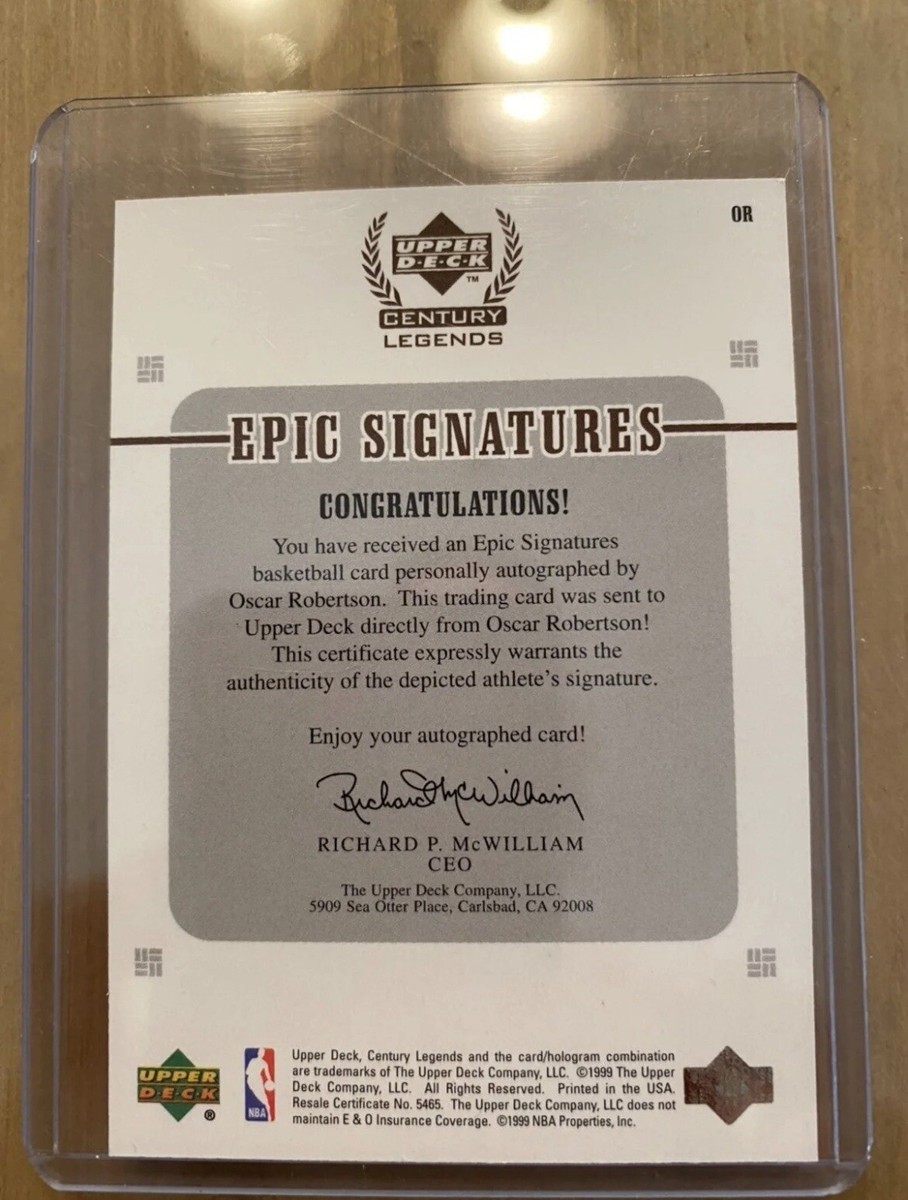 OR
UPPER
D·E·C·K
TM
CENTURY
LEGENDS
EPIC SIGNATURES
CONGRATULATIONS!
You have received an Epic Signatures
basketball card personally autographed by
Oscar Robertson. This trading card was sent to
Upper Deck directly from Oscar Robertson!
This certificate expressly warrants the
authenticity of the depicted athlete's signature.
Enjoy your autographed card!
Richard P McWilliam
RICHARD P. McWILLIAM
CEO
The Upper Deck Company, LLC.
5909 Sea Otter Place, Carlsbad, CA 92008
UPPER
D·E·C·K
®
NBA
Upper Deck, Century Legends and the card/hologram combination
are trademarks of The Upper Deck Company, LLC. ©1999 The Upper
Deck Company, LLC. All Rights Reserved. Printed in the USA.
Resale Certificate No. 5465. The Upper Deck Company, LLC does not
maintain E & O Insurance Coverage. ©1999 NBA Properties, Inc.